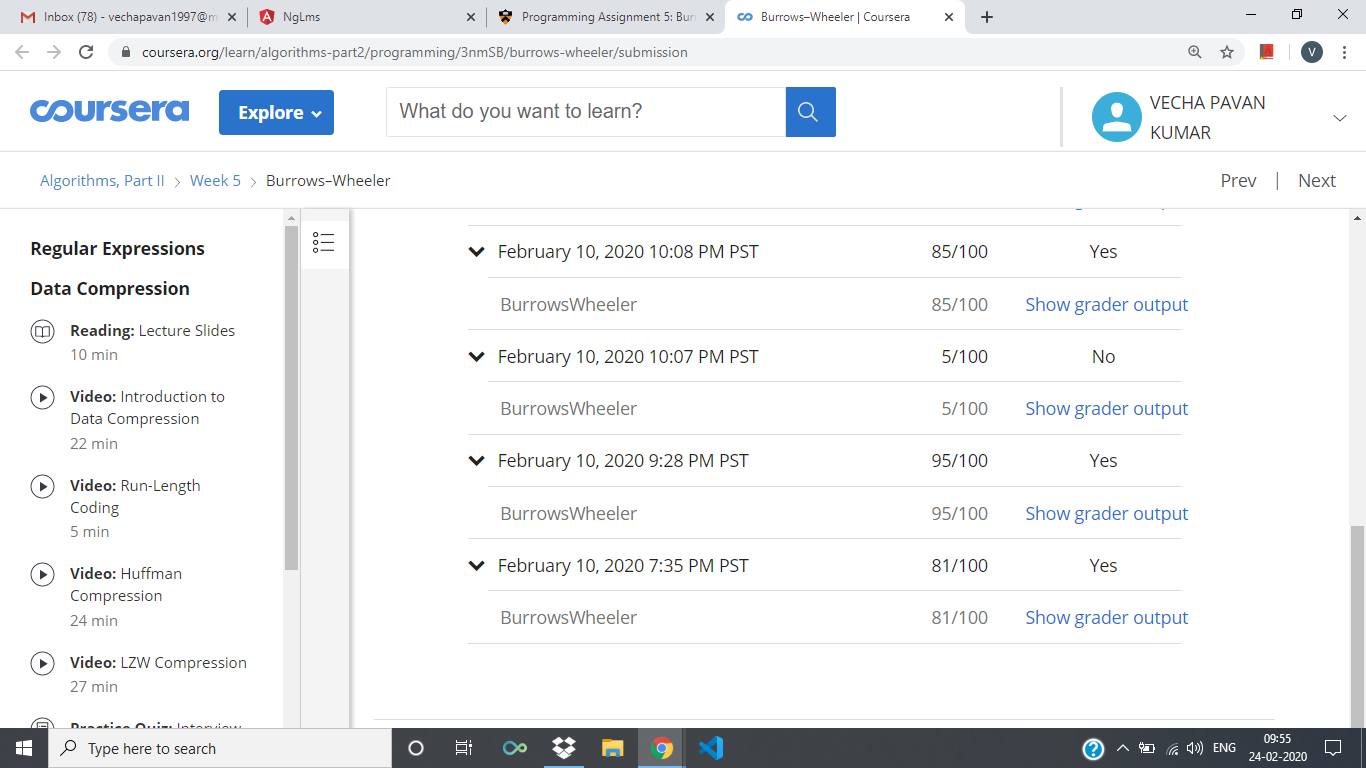 Inbox (78) - vechapavan1997@m
NgLms
Programming Assignment 5: Bur
Burrows–Wheeler | Coursera
coursera.org/learn/algorithms-part2/programming/3nmSB/burrows-wheeler/submission
V
coursera
Explore
What do you want to learn?
VECHA PAVAN
KUMAR
Algorithms, Part II > Week 5 > Burrows–Wheeler
Prev | Next
Regular Expressions
Data Compression
Reading: Lecture Slides
10 min
Video: Introduction to
Data Compression
22 min
Video: Run-Length
Coding
5 min
Video: Huffman
Compression
24 min
Video: LZW Compression
27 min
Practice Quiz: Interview
February 10, 2020 10:08 PM PST 85/100 Yes
BurrowsWheeler 85/100 Show grader output
February 10, 2020 10:07 PM PST 5/100 No
BurrowsWheeler 5/100 Show grader output
February 10, 2020 9:28 PM PST 95/100 Yes
BurrowsWheeler 95/100 Show grader output
February 10, 2020 7:35 PM PST 81/100 Yes
BurrowsWheeler 81/100 Show grader output
Type here to search
ENG
09:55
24-02-2020